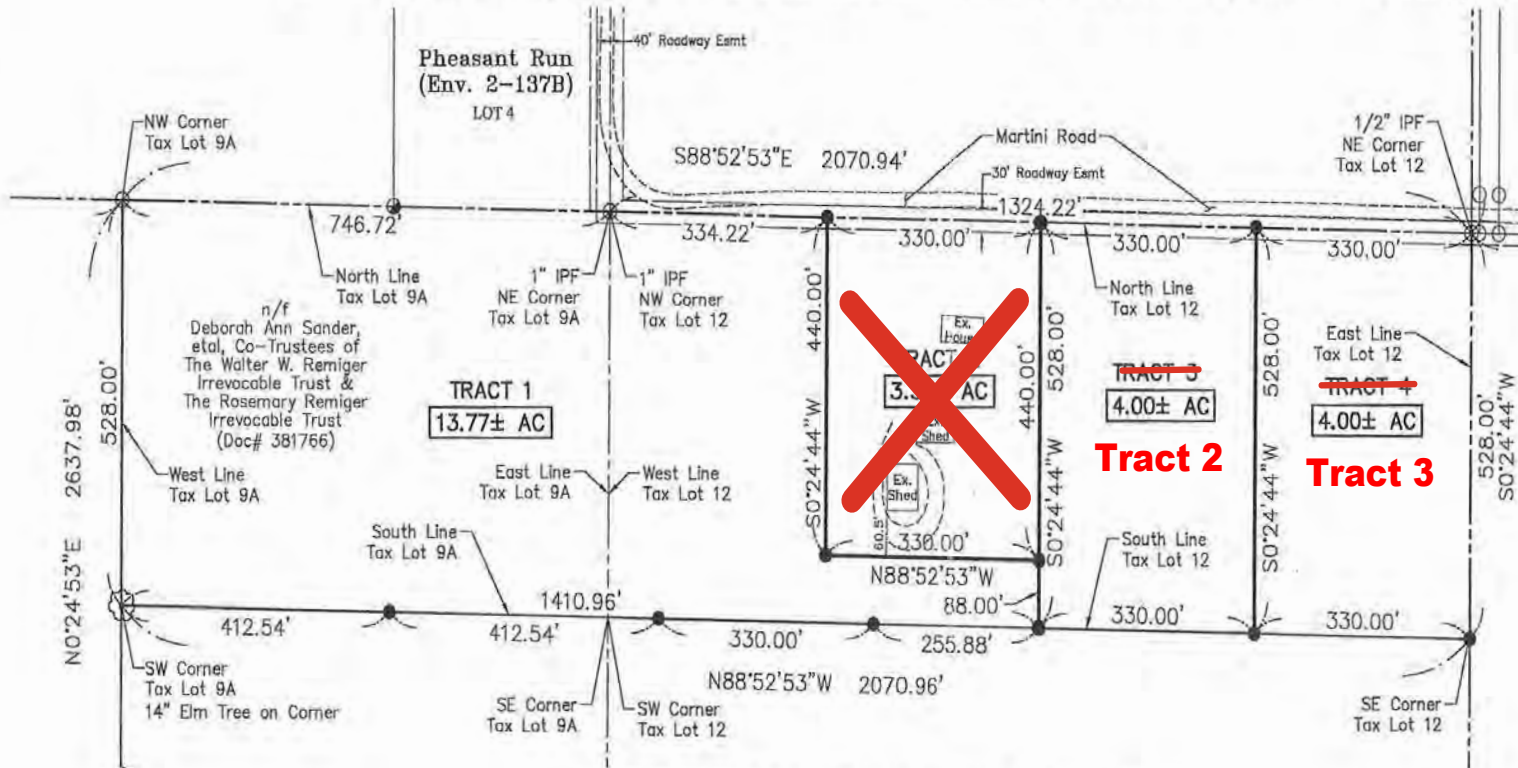 40' Roadway Esmt
Pheasant Run
(Env. 2-137B)
LOT 4
NW Corner
Tax Lot 9A
1/2" IPF
NE Corner
Tax Lot 12
Martini Road
S88°52'53"E 2070.94'
30' Roadway Esmt
1324.22'
746.72'
334.22'
330.00'
330.00'
330.00'
North Line
Tax Lot 9A
1" IPF
NE Corner
Tax Lot 9A
1" IPF
NW Corner
Tax Lot 12
North Line
Tax Lot 12
n/f
Deborah Ann Sander,
etal, Co-Trustees of
The Walter W. Remiger
Irrevocable Trust &
The Rosemary Remiger
Irrevocable Trust
(Doc# 381766)
440.00'
Ex.
528.00'
East Line
Tax Lot 12
TRACT 1
13.77± AC
440.00'
AC
TRACT 3
4.00± AC
Tract 2
528.00'
TRACT 4
4.00± AC
Tract 3
528.00'
S0°24'44"W
528.00'
N0°24'53"E 2637.98'
West Line
Tax Lot 9A
East Line
Tax Lot 9A
West Line
Tax Lot 12
S0°24'44"W
Shed
Ex.
Shed
60.5'
S0°24'44"W
S0°24'44"W
South Line
Tax Lot 9A
330.00'
N88°52'53"W
South Line
Tax Lot 12
88.00'
1410.96'
412.54'
412.54'
330.00'
255.88'
330.00'
330.00'
N88°52'53"W 2070.96'
SW Corner
Tax Lot 9A
14" Elm Tree on Corner
SE Corner
Tax Lot 9A
SW Corner
Tax Lot 12
SE Corner
Tax Lot 12